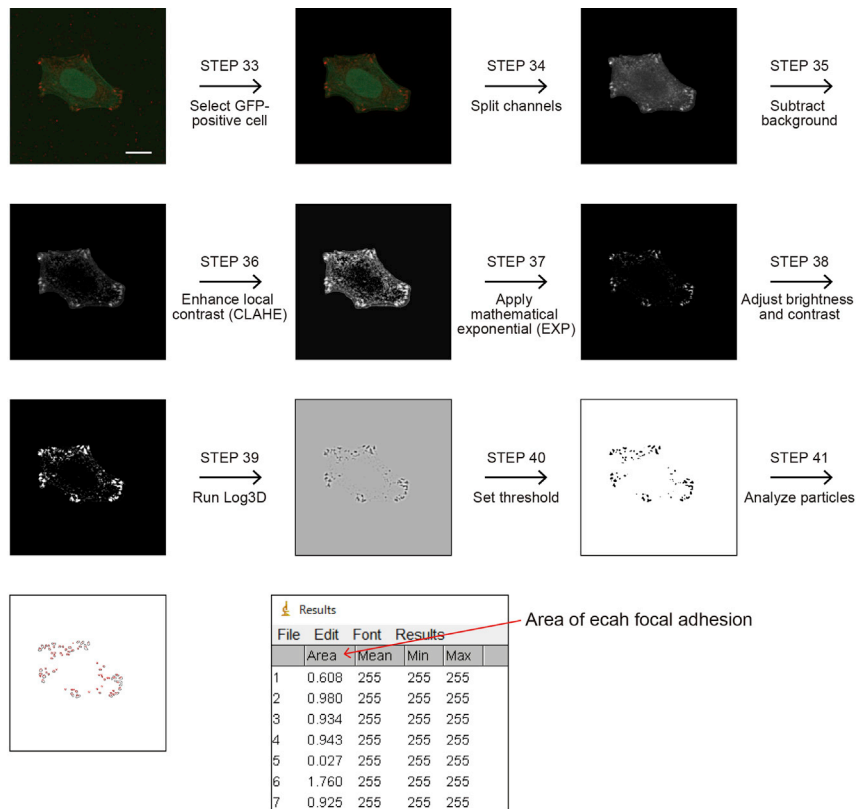 STEP 33
Select GFP-
positive cell
STEP 34
Split channels
STEP 35
Subtract
background
STEP 36
Enhance local
contrast (CLAHE)
STEP 37
Apply
mathematical
exponential (EXP)
STEP 38
Adjust brightness
and contrast
STEP 39
Run Log3D
STEP 40
Set threshold
STEP 41
Analyze particles
Results
File Edit Font Results
Area Mean Min Max
1 0.608 255 255 255
2 0.980 255 255 255
3 0.934 255 255 255
4 0.943 255 255 255
5 0.027 255 255 255
6 1.760 255 255 255
7 0.925 255 255 255
Area of ecah focal adhesion